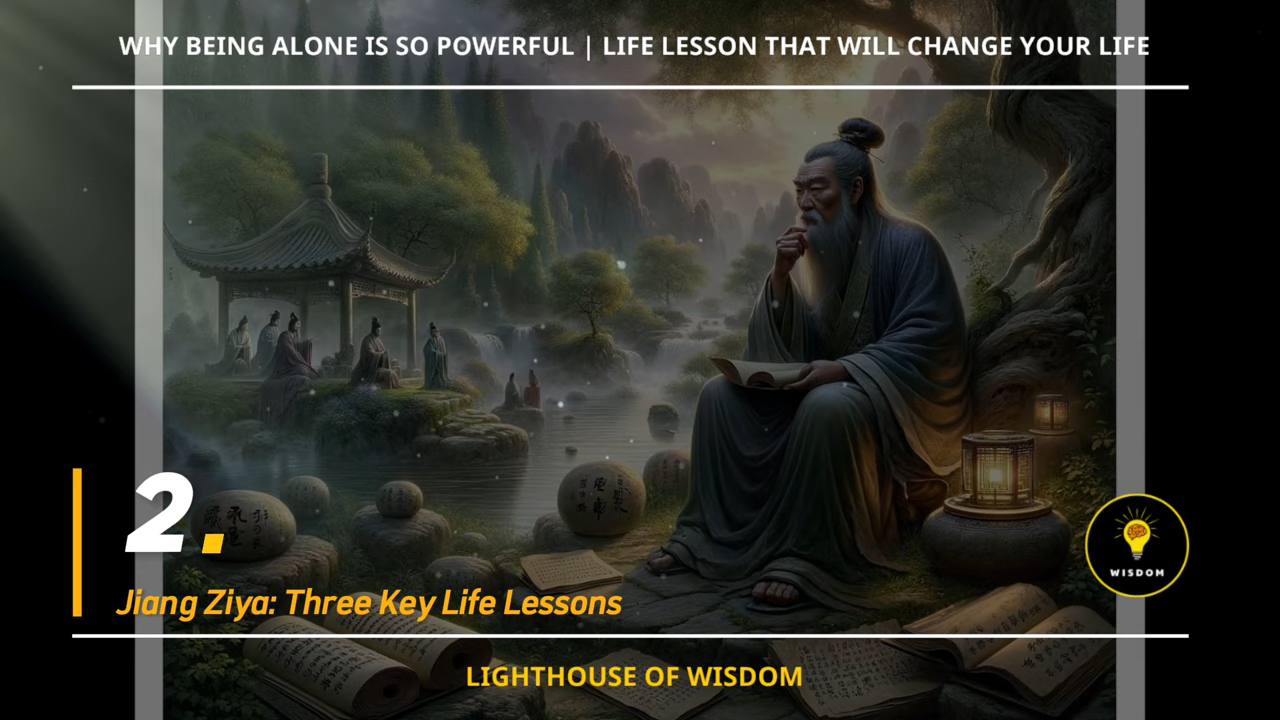 WHY BEING ALONE IS SO POWERFUL | LIFE LESSON THAT WILL CHANGE YOUR LIFE
2.
Jiang Ziya: Three Key Life Lessons
WISDOM
LIGHTHOUSE OF WISDOM